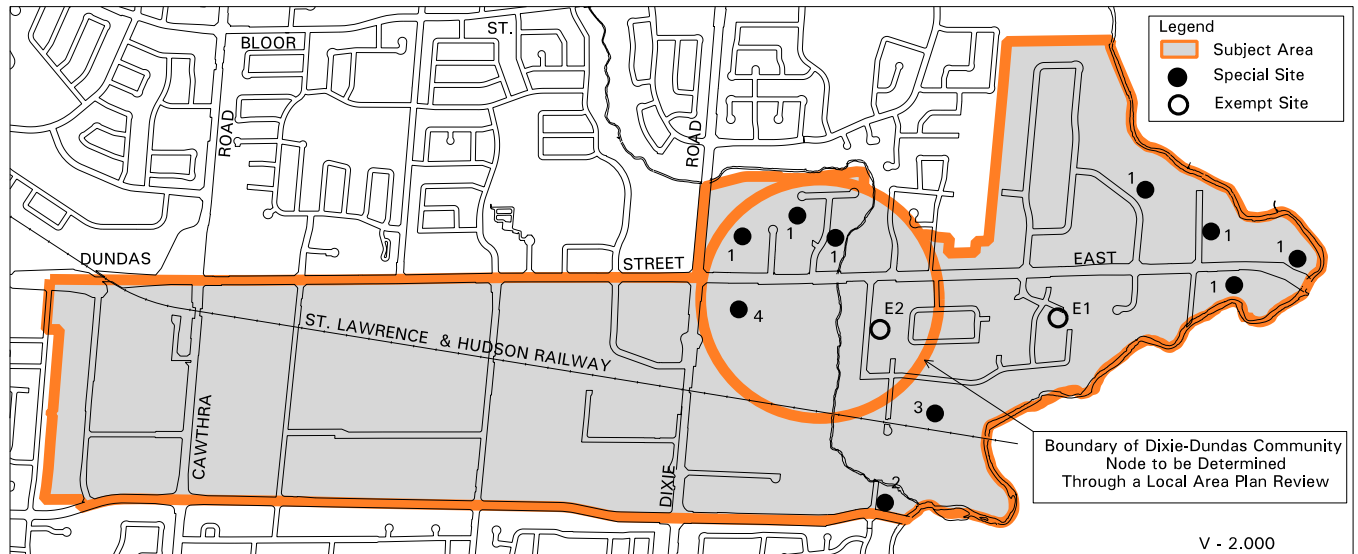 BLOOR
ST.
Legend
Subject Area
Special Site
Exempt Site
ROAD
ROAD
DUNDAS
STREET
EAST
1
1
1
1
1
1
1
4
E2
E1
ST. LAWRENCE & HUDSON RAILWAY
CAWTHRA
DIXIE
3
2
Boundary of Dixie-Dundas Community
Node to be Determined
Through a Local Area Plan Review
V - 2.000